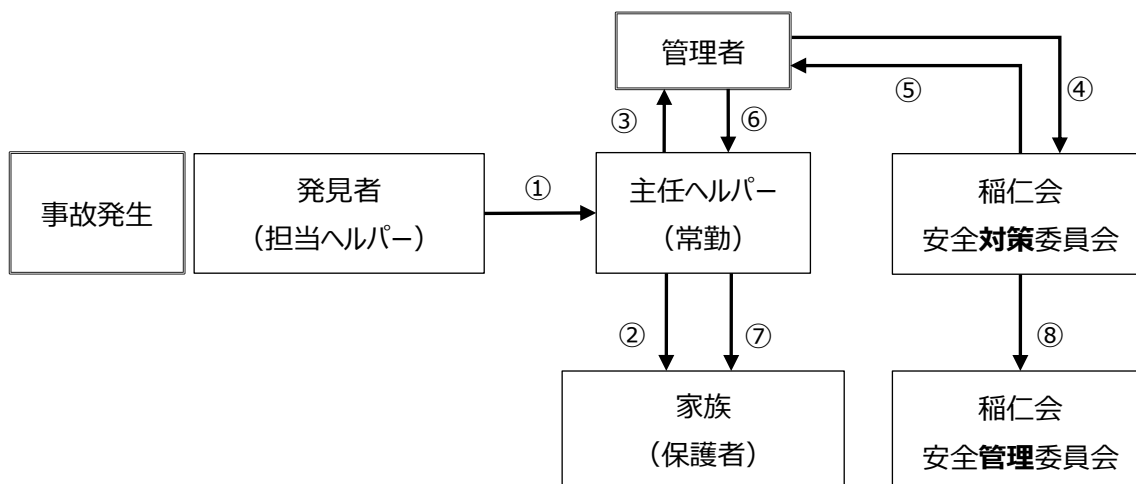 管理者
⑤
④
③
⑥
事故発生
発見者
（担当ヘルパー）
①
主任ヘルパー
（常勤）
稲仁会
安全対策委員会
②
⑦
⑧
家族
（保護者）
稲仁会
安全管理委員会